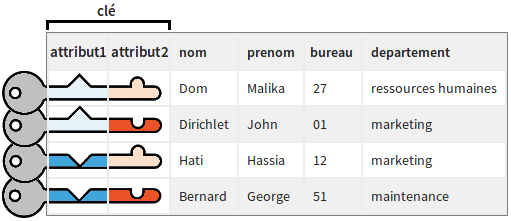 clé
attribut1 attribut2 nom prenom bureau departement
Dom Malika 27 ressources humaines
Dirichlet John 01 marketing
Hati Hassia 12 marketing
Bernard George 51 maintenance